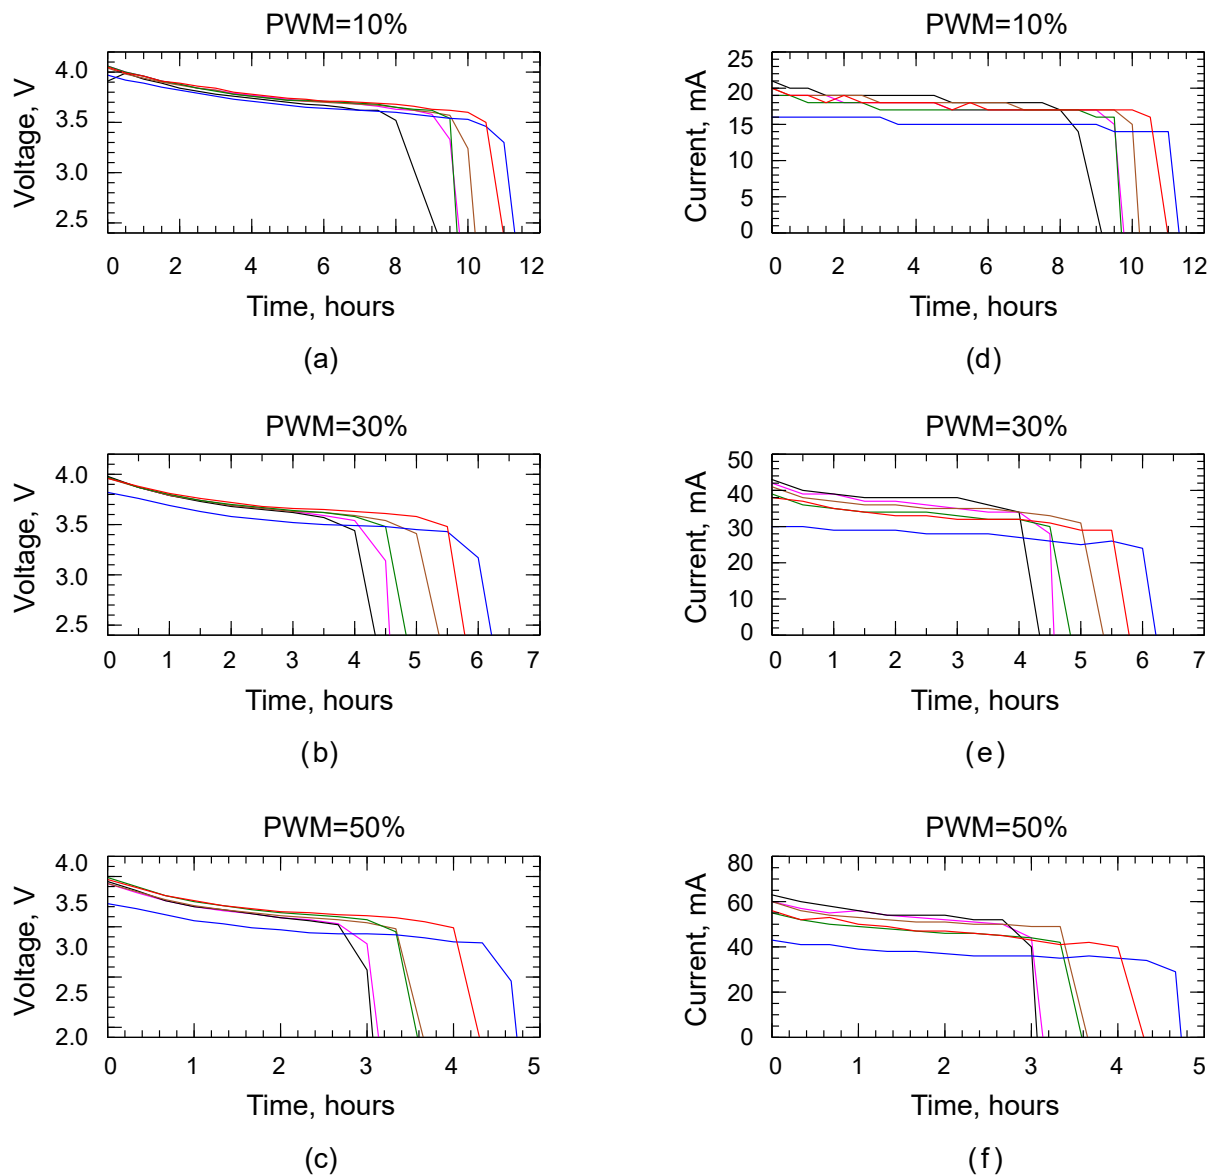 PWM=10%
4.0
3.5
3.0
2.5
Voltage, V
0 2 4 6 8 10 12
Time, hours
(a)
PWM=10%
25
20
15
10
5
0
Current, mA
0 2 4 6 8 10 12
Time, hours
(d)
PWM=30%
4.0
3.5
3.0
2.5
Voltage, V
0 1 2 3 4 5 6 7
Time, hours
(b)
PWM=30%
50
40
30
20
10
0
Current, mA
0 1 2 3 4 5 6 7
Time, hours
(e)
PWM=50%
4.0
3.5
3.0
2.5
2.0
Voltage, V
0 1 2 3 4 5
Time, hours
(c)
PWM=50%
80
60
40
20
0
Current, mA
0 1 2 3 4 5
Time, hours
(f)